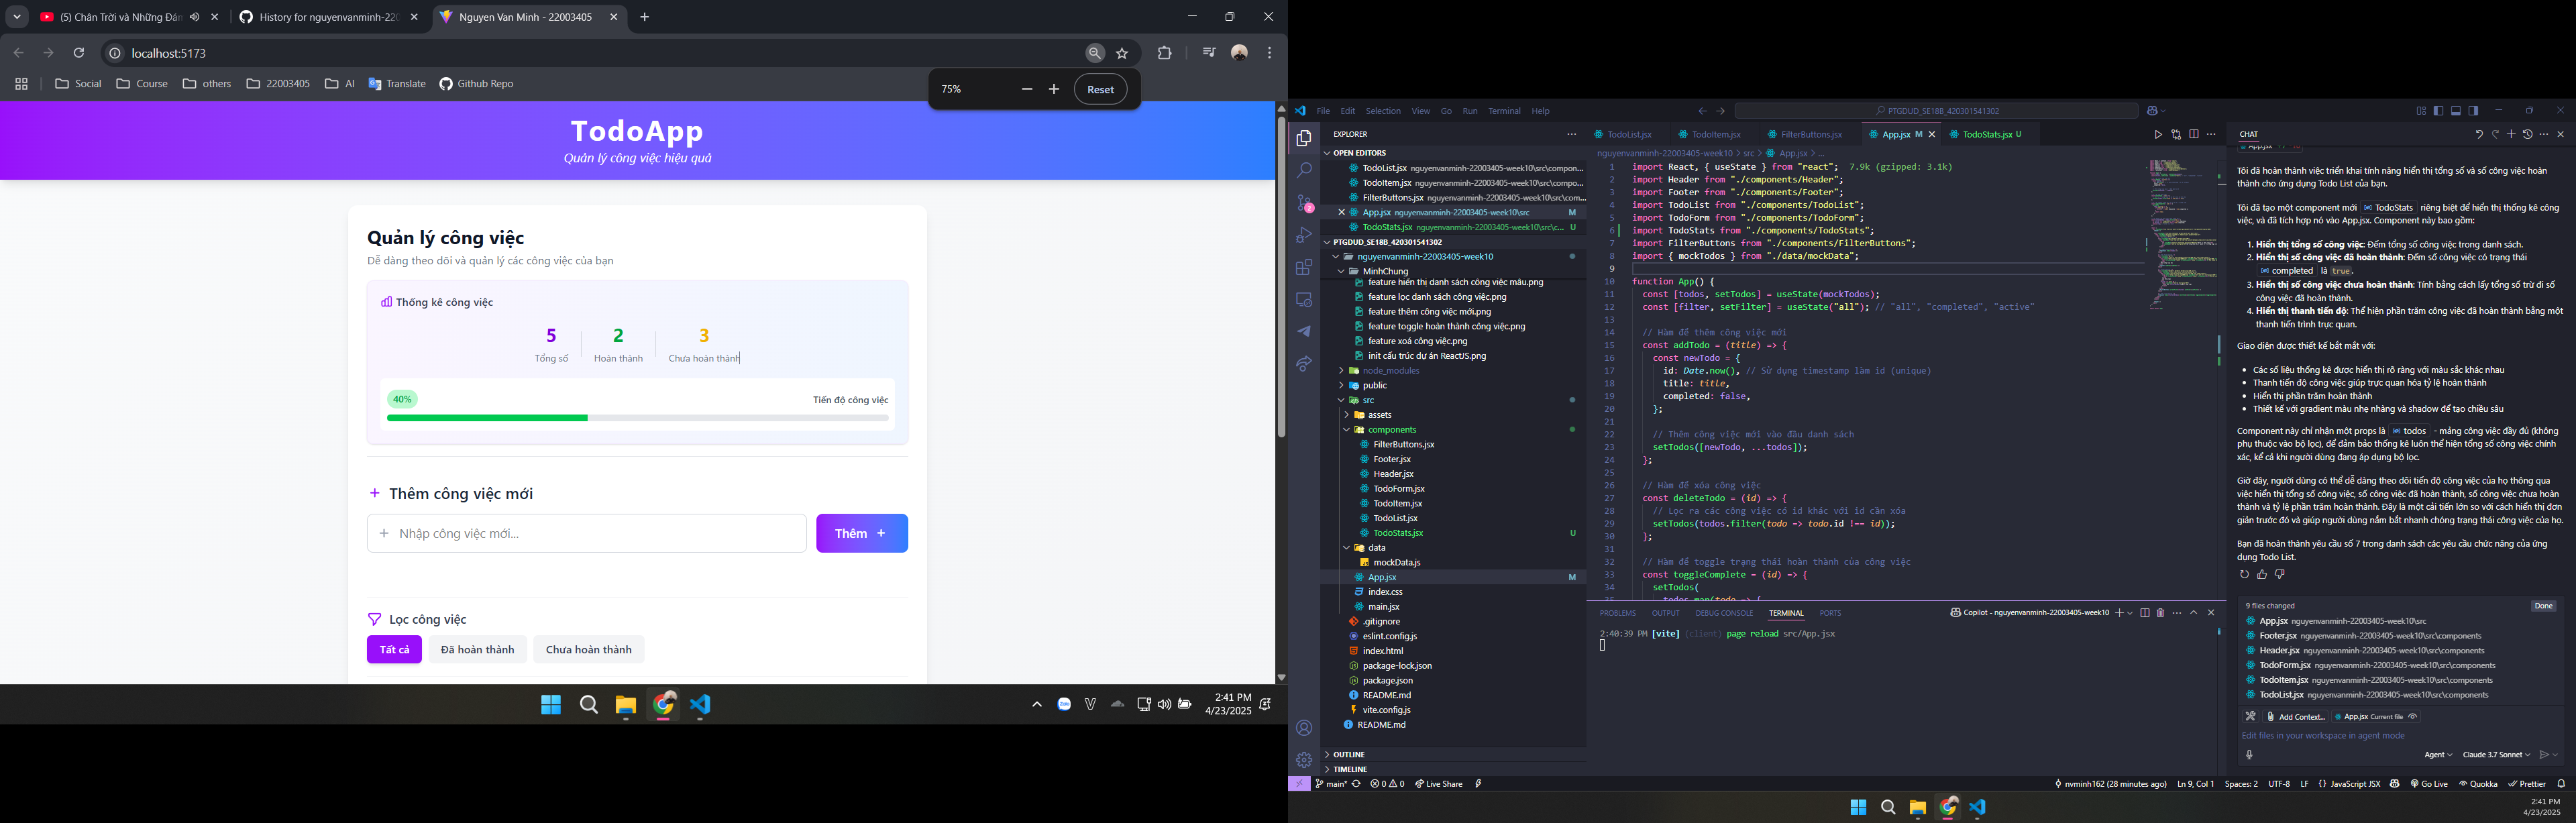 (5) Chân Trời và Những Đán
History for nguyenvanminh-220
Nguyen Van Minh - 22003405
localhost:5173
Social
Course
others
22003405
AI
Translate
Github Repo
75%
Reset
TodoApp
Quản lý công việc hiệu quả
Quản lý công việc
Dễ dàng theo dõi và quản lý các công việc của bạn
Thống kê công việc
5
2
3
Tổng số
Hoàn thành
Chưa hoàn thành
40%
Tiến độ công việc
Thêm công việc mới
Nhập công việc mới...
Thêm +
Lọc công việc
Tất cả
Đã hoàn thành
Chưa hoàn thành
2:41 PM
4/23/2025
File Edit Selection View Go Run Terminal Help
PTGDUD_SE18B_420301541302
EXPLORER
OPEN EDITORS
TodoList.jsx nguyenvanminh-22003405-week10\src\compon...
TodoItem.jsx nguyenvanminh-22003405-week10\src\compo...
FilterButtons.jsx nguyenvanminh-22003405-week10\src\com...
App.jsx nguyenvanminh-22003405-week10\src M
TodoStats.jsx nguyenvanminh-22003405-week10\src\c... U
PTGDUD_SE18B_420301541302
nguyenvanminh-22003405-week10
MinhChung
feature hiển thị danh sách công việc mẫu.png
feature lọc danh sách công việc.png
feature thêm công việc mới.png
feature toggle hoàn thành công việc.png
feature xoá công việc.png
init cấu trúc dự án ReactJS.png
node_modules
public
src
assets
components
FilterButtons.jsx
Footer.jsx
Header.jsx
TodoForm.jsx
TodoItem.jsx
TodoList.jsx
TodoStats.jsx U
data
mockData.js
App.jsx M
index.css
main.jsx
.gitignore
eslint.config.js
index.html
package-lock.json
package.json
README.md
vite.config.js
README.md
OUTLINE
TIMELINE
TodoList.jsx
TodoItem.jsx
FilterButtons.jsx
App.jsx M
TodoStats.jsx U
nguyenvanminh-22003405-week10 > src > App.jsx > ...
1 import React, { useState } from "react"; 7.9k (gzipped: 3.1k)
2 import Header from "./components/Header";
3 import Footer from "./components/Footer";
4 import TodoList from "./components/TodoList";
5 import TodoForm from "./components/TodoForm";
6 import TodoStats from "./components/TodoStats";
7 import FilterButtons from "./components/FilterButtons";
8 import { mockTodos } from "./data/mockData";
9
10 function App() {
11 const [todos, setTodos] = useState(mockTodos);
12 const [filter, setFilter] = useState("all"); // "all", "completed", "active"
13
14 // Hàm để thêm công việc mới
15 const addTodo = (title) => {
16 const newTodo = {
17 id: Date.now(), // Sử dụng timestamp làm id (unique)
18 title: title,
19 completed: false,
20 };
21
22 // Thêm công việc mới vào đầu danh sách
23 setTodos([newTodo, ...todos]);
24 };
25
26 // Hàm để xóa công việc
27 const deleteTodo = (id) => {
28 // Lọc ra các công việc có id khác với id cần xóa
29 setTodos(todos.filter(todo => todo.id !== id));
30 };
31
32 // Hàm để toggle trạng thái hoàn thành của công việc
33 const toggleComplete = (id) => {
34 setTodos(
35 todos.map(todo => {
PROBLEMS OUTPUT DEBUG CONSOLE TERMINAL PORTS
Copilot - nguyenvanminh-22003405-week10
2:40:39 PM [vite] (client) page reload src/App.jsx
CHAT
App.jsx
Tôi đã hoàn thành việc triển khai tính năng hiển thị tổng số và số công việc hoàn
thành cho ứng dụng Todo List của bạn.
Tôi đã tạo một component mới TodoStats riêng biệt để hiển thị thống kê công
việc, và đã tích hợp nó vào App.jsx. Component này bao gồm:
1. Hiển thị tổng số công việc: Đếm tổng số công việc trong danh sách.
2. Hiển thị số công việc đã hoàn thành: Đếm số công việc có trạng thái
completed là true.
3. Hiển thị số công việc chưa hoàn thành: Tính bằng cách lấy tổng số trừ đi số
công việc đã hoàn thành.
4. Hiển thị thanh tiến độ: Thể hiện phần trăm công việc đã hoàn thành bằng một
thanh tiến trình trực quan.
Giao diện được thiết kế bắt mắt với:
• Các số liệu thống kê được hiển thị rõ ràng với màu sắc khác nhau
• Thanh tiến độ công việc giúp trực quan hóa tỷ lệ hoàn thành
• Hiển thị phần trăm hoàn thành
• Thiết kế với gradient màu nhẹ nhàng và shadow để tạo chiều sâu
Component này chỉ nhận một props là todos - mảng công việc đầy đủ (không
phụ thuộc vào bộ lọc), để đảm bảo thống kê luôn thể hiện tổng số công việc chính
xác, kể cả khi người dùng đang áp dụng bộ lọc.
Giờ đây, người dùng có thể dễ dàng theo dõi tiến độ công việc của họ thông qua
việc hiển thị tổng số công việc, số công việc đã hoàn thành, số công việc chưa hoàn
thành và tỷ lệ phần trăm hoàn thành. Đây là một cải tiến lớn so với cách hiển thị đơn
giản trước đó và giúp người dùng nắm bắt nhanh chóng trạng thái công việc của họ.
Bạn đã hoàn thành yêu cầu số 7 trong danh sách các yêu cầu chức năng của ứng
dụng Todo List.
9 files changed
Done
App.jsx nguyenvanminh-22003405-week10\src
Footer.jsx nguyenvanminh-22003405-week10\src\components
Header.jsx nguyenvanminh-22003405-week10\src\components
TodoForm.jsx nguyenvanminh-22003405-week10\src\components
TodoItem.jsx nguyenvanminh-22003405-week10\src\components
TodoList.jsx nguyenvanminh-22003405-week10\src\components
Add Context...
App.jsx Current file
Edit files in your workspace in agent mode
Agent
Claude 3.7 Sonnet
main*
0 0
Live Share
nvminh162 (28 minutes ago)
Ln 9, Col 1
Spaces: 2
UTF-8
LF
{ } JavaScript JSX
Go Live
Quokka
Prettier
2:41 PM
4/23/2025